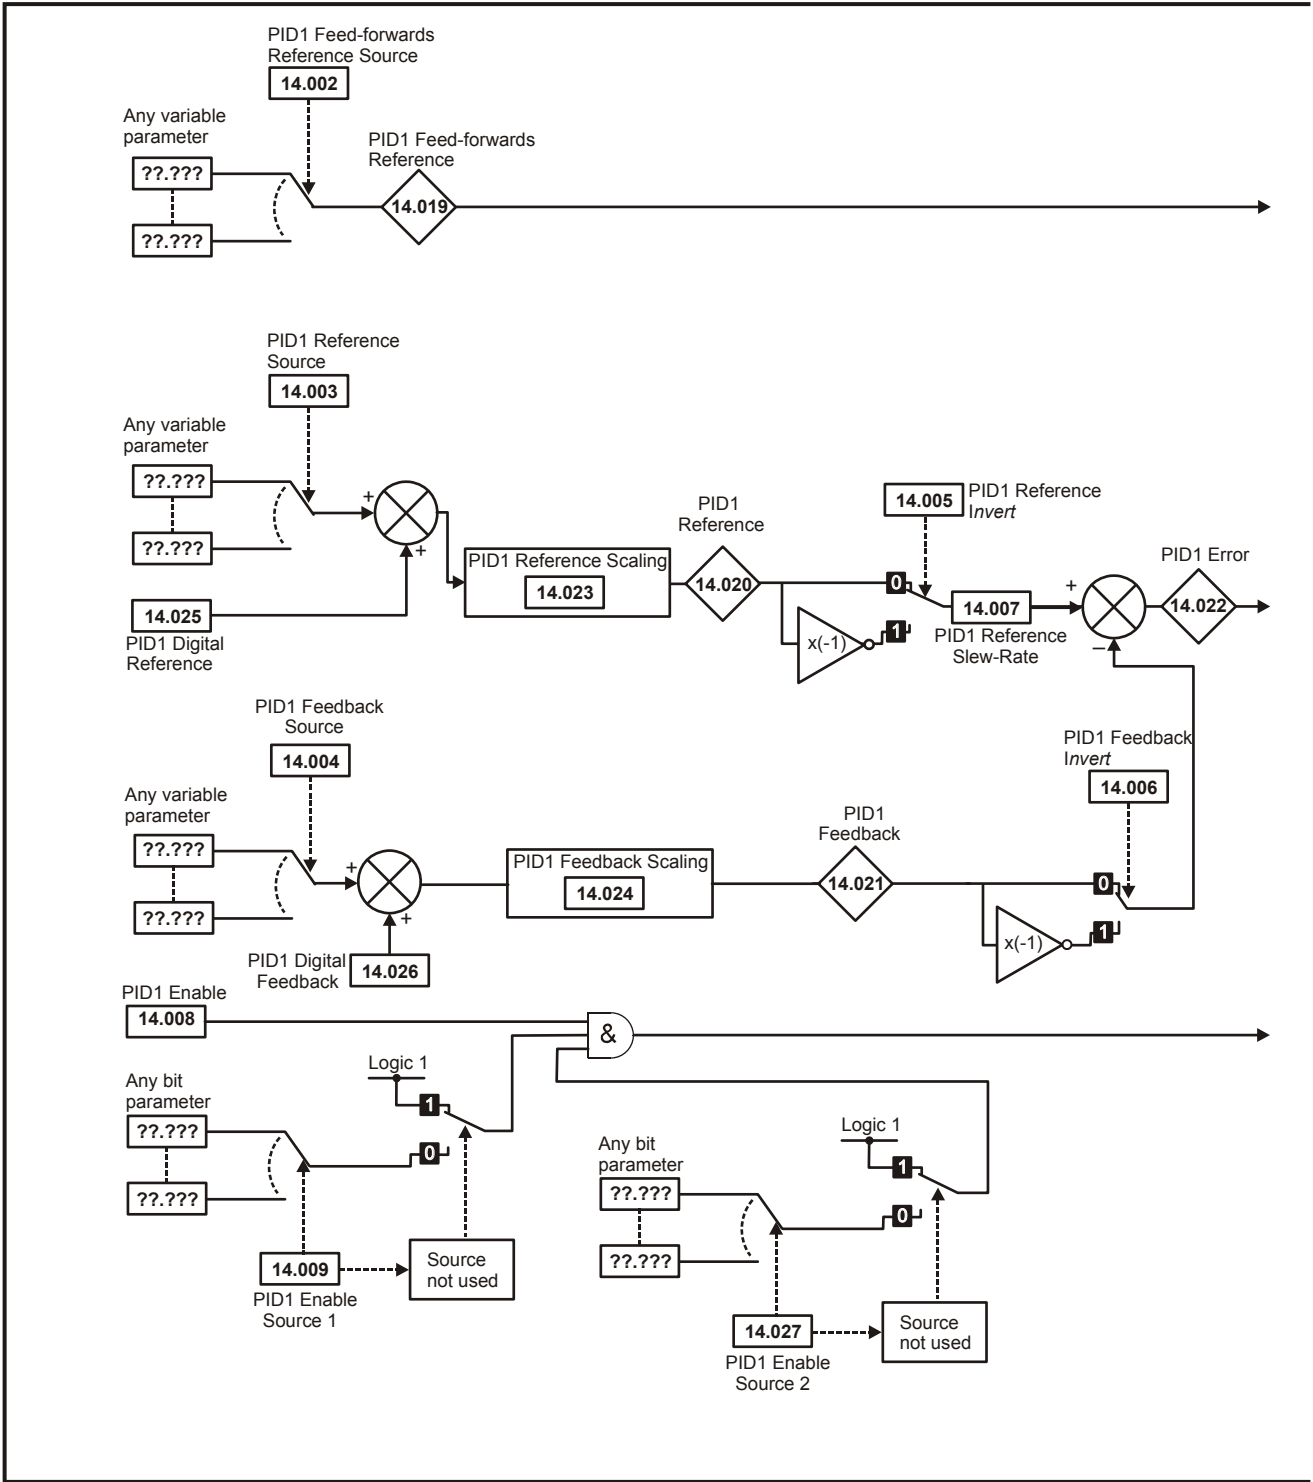 PID1 Feed-forwards
Reference Source
14.002
Any variable
parameter
??.???
??.???
PID1 Feed-forwards
Reference
14.019
PID1 Reference
Source
14.003
Any variable
parameter
??.???
??.???
+
+
14.025
PID1 Digital
Reference
PID1 Reference Scaling
14.023
PID1
Reference
14.020
x(-1)
0
1
14.005
PID1 Reference
Invert
14.007
PID1 Reference
Slew-Rate
+
–
PID1 Error
14.022
PID1 Feedback
Source
14.004
Any variable
parameter
??.???
??.???
+
+
PID1 Digital
Feedback
14.026
PID1 Feedback Scaling
14.024
PID1
Feedback
14.021
x(-1)
0
1
PID1 Feedback
Invert
14.006
PID1 Enable
14.008
&
Any bit
parameter
??.???
??.???
Logic 1
1
0
14.009
PID1 Enable
Source 1
Source
not used
Any bit
parameter
??.???
??.???
Logic 1
1
0
14.027
PID1 Enable
Source 2
Source
not used